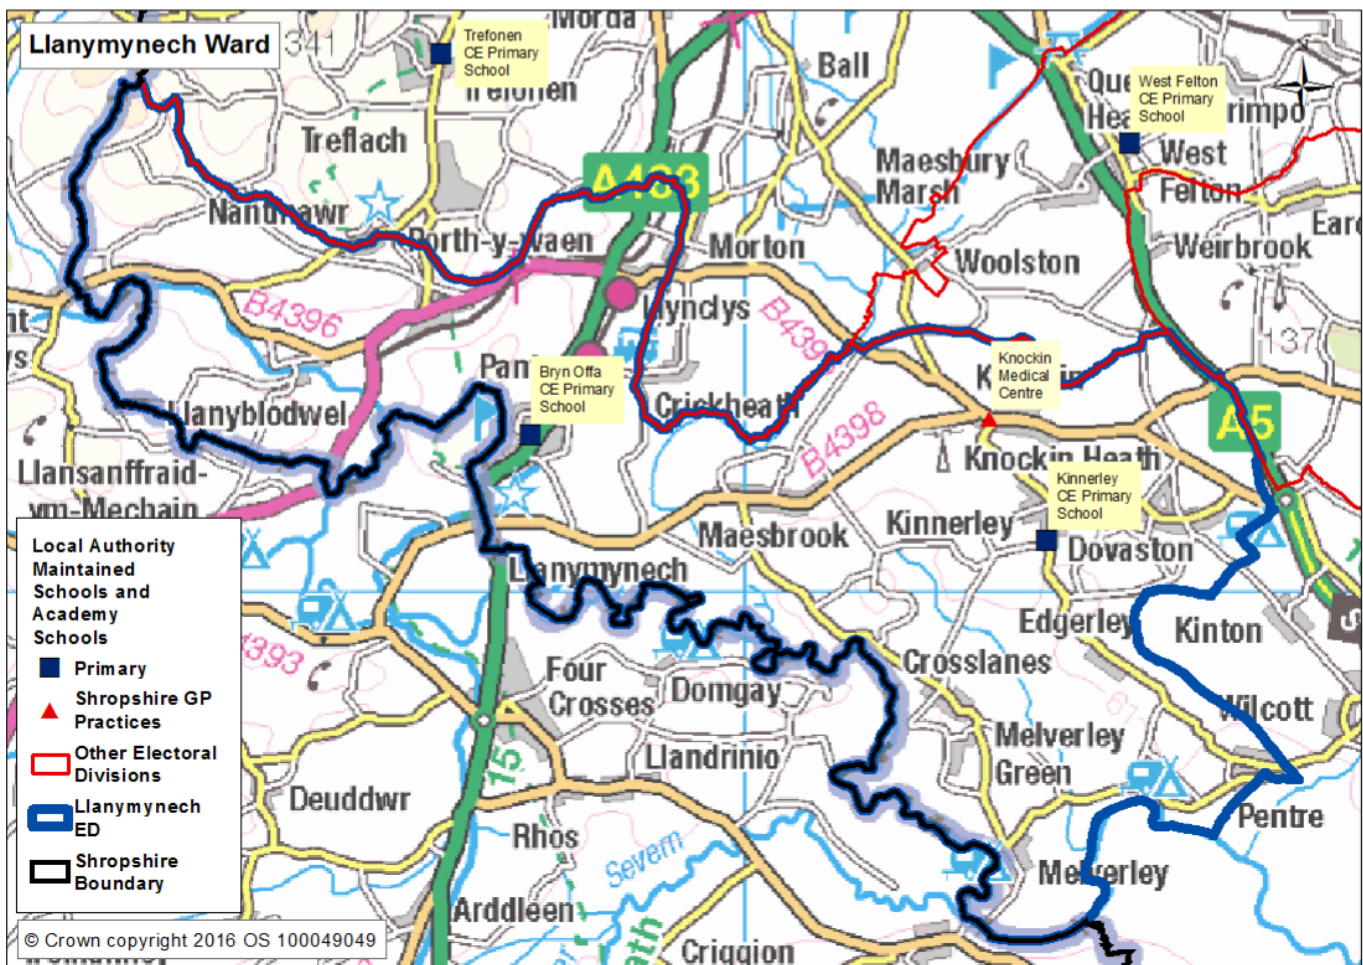 Llanymynech Ward
341
Trefonen
CE Primary
School
Morda
Ball
West Felton
CE Primary
School
Treflach
A483
Maesbury
Marsh
West
Felton
Nantmawr
Porth-y-waen
Morton
Woolston
Weirbrook
B4396
Llynclys
137
Bryn Offa
CE Primary
School
Knockin
Medical
Centre
Llanyblodwel
Crickheath
B4398
A5
Llansanffraid-
ym-Mechain
Knockin Heath
Kinnerley
CE Primary
School
Maesbrook
Kinnerley
Dovaston
Llanymynech
Edgerley
Kinton
Four
Crosses
Domgay
Crosslanes
Wilcott
Llandrinio
Melverley
Green
Deuddwr
Pentre
Rhos
Severn
Melverley
Arddleen
Criggion
Local Authority
Maintained
Schools and
Academy
Schools
Primary
Shropshire GP
Practices
Other Electoral
Divisions
Llanymynech
ED
Shropshire
Boundary
© Crown copyright 2016 OS 100049049